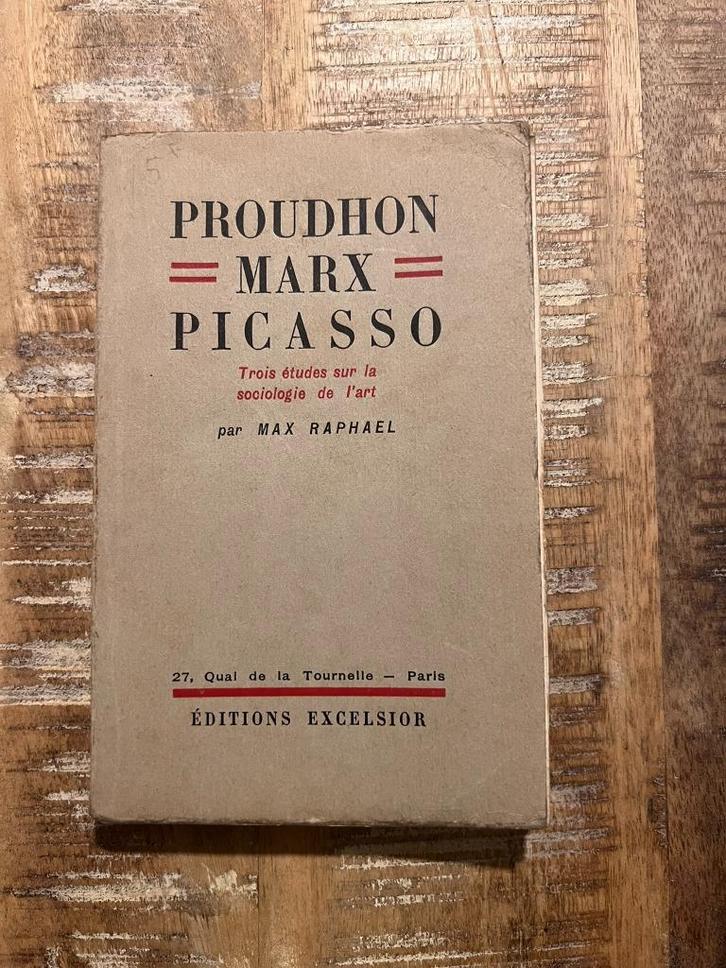 PROUDHON
MARX
PICASSO
Trois études sur la
sociologie de l'art
par MAX RAPHAEL
27, Quai de la Tournelle — Paris
ÉDITIONS EXCELSIOR